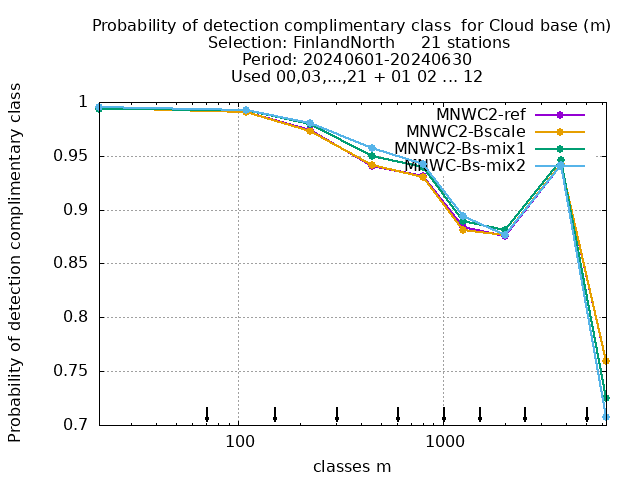 Probability of detection complimentary class  for Cloud base (m)
Selection: FinlandNorth     21 stations
Period: 20240601-20240630
Used 00,03,...,21 + 01 02 ... 12
MNWC2-ref
MNWC2-Bscale
MNWC2-Bs-mix1
MNWC-Bs-mix2
Probability of detection complimentary class
1
0.95
0.9
0.85
0.8
0.75
0.7
100
1000
classes m